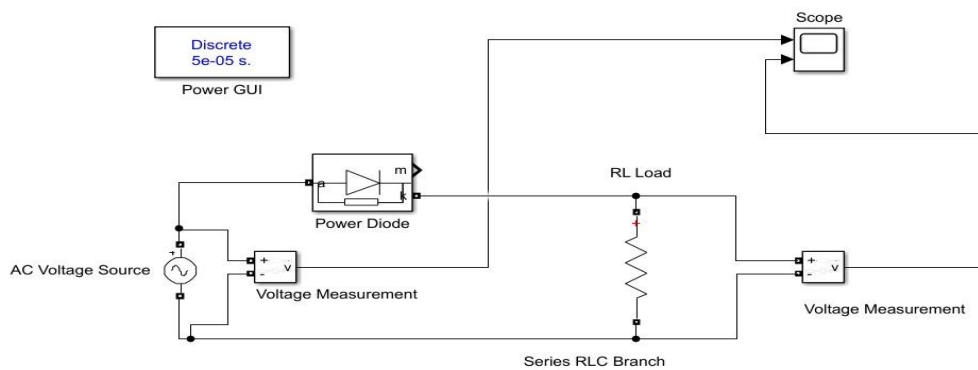 Scope
Discrete
5e-05 s.
Power GUI
m
a
k
Power Diode
RL Load
+
AC Voltage Source
+
-
v
Voltage Measurement
+
+
-
v
Voltage Measurement
Series RLC Branch